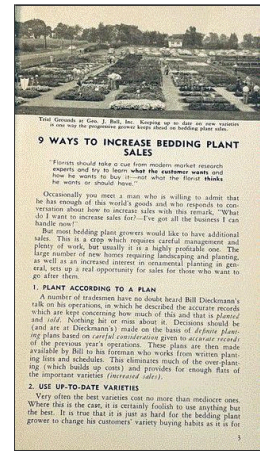 Trial Grounds at Geo. J. Ball, Inc. Keeping up to date on new varieties
is one way the progressive grower keeps ahead on bedding plant sales.
9 WAYS TO INCREASE BEDDING PLANT
SALES
"Florists should take a cue from modern market research
experts and try to learn what the customer wants and
how he wants to buy it—not what the florist thinks
he wants or should have."
Occasionally you meet a man who is willing to admit that
he has enough of this world's goods and who responds to con-
versation about how to increase sales with this remark, "What
do I want to increase sales for?—I've got all the business I can
handle now!"
But most bedding plant growers would like to have additional
sales. This is a crop which requires careful management and
plenty of work, but usually it is a highly profitable one. The
large number of new homes requiring landscaping and planting,
as well as an increased interest in ornamental planting in gen-
eral, sets up a real opportunity for sales for those who want to
go after them.
1. PLANT ACCORDING TO A PLAN
A number of tradesmen have no doubt heard Bill Dieckmann's
talk on his operations, in which he described the accurate records
which are kept concerning how much of this and that is planted
and sold. Nothing hit or miss about it. Decisions should be
(and are at Dieckmann's) made on the basis of definite plant-
ing plans based on careful consideration given to accurate records
of the previous year's operations. These plans are then made
available by Bill to his foreman who works from written plant-
ing lists and schedules. This eliminates much of the over-plant-
ing (which builds up costs) and provides for enough flats of
the important varieties (increased sales).
2. USE UP-TO-DATE VARIETIES
Very often the best varieties cost no more than mediocre ones.
Where this is the case, it is certainly foolish to use anything but
the best. It is true that it is just as hard for the bedding plant
grower to change his customers' variety buying habits as it is for
3